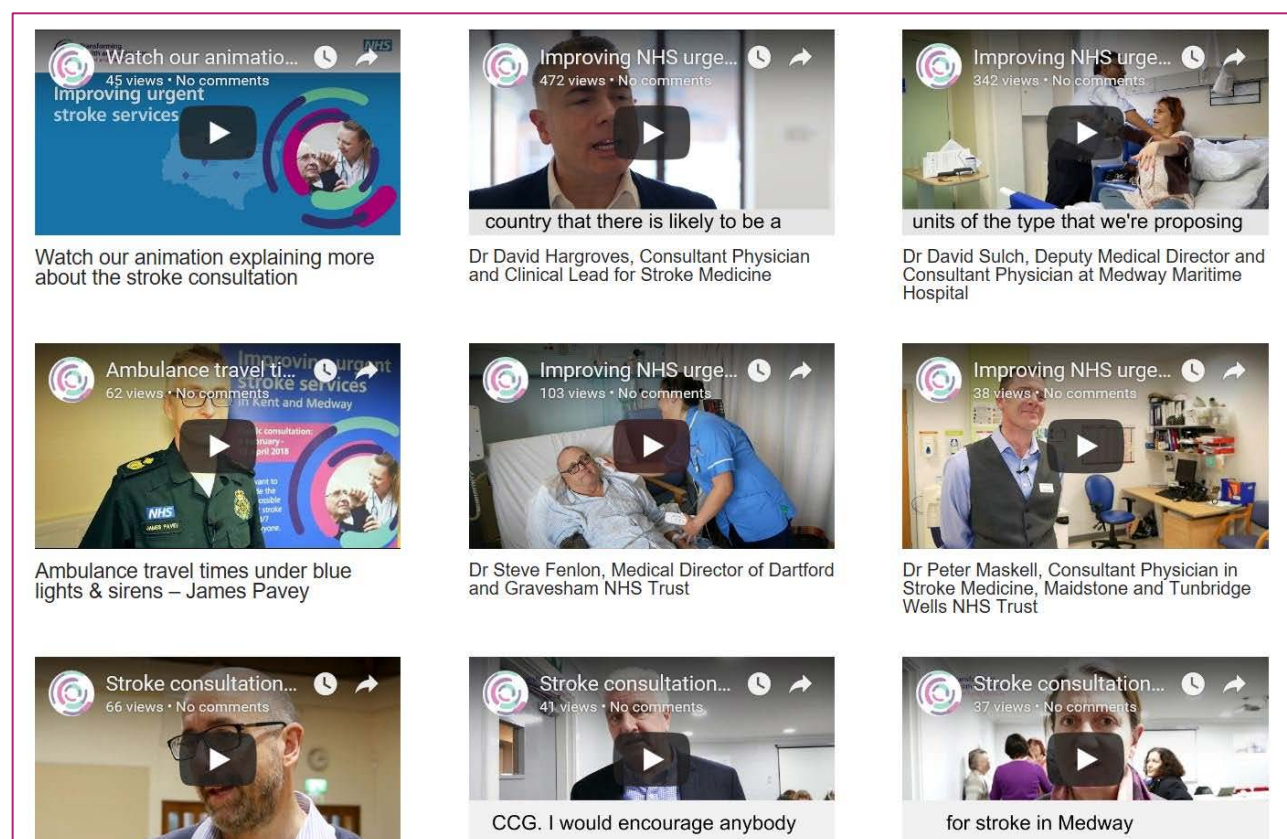 Watch our animatio...
45 views • No comments
NHS
Improving urgent
stroke services
Watch our animation explaining more
about the stroke consultation
Improving NHS urge...
472 views • No comments
country that there is likely to be a
Dr David Hargroves, Consultant Physician
and Clinical Lead for Stroke Medicine
Improving NHS urge...
342 views • No comments
units of the type that we're proposing
Dr David Sulch, Deputy Medical Director and
Consultant Physician at Medway Maritime
Hospital
Ambulance travel ti...
62 views • No comments
Improving urgent
stroke services
in Kent and Medway
consultation:
April 2018
NHS
JAMES PAVEY
Ambulance travel times under blue
lights & sirens – James Pavey
Improving NHS urge...
103 views • No comments
Dr Steve Fenlon, Medical Director of Dartford
and Gravesham NHS Trust
Improving NHS urge...
38 views • No comments
Dr Peter Maskell, Consultant Physician in
Stroke Medicine, Maidstone and Tunbridge
Wells NHS Trust
Stroke consultation...
66 views • No comments
Stroke consultation...
41 views • No comments
CCG. I would encourage anybody
Stroke consultation...
37 views • No comments
for stroke in Medway